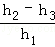 h₂ − h₃
h₁